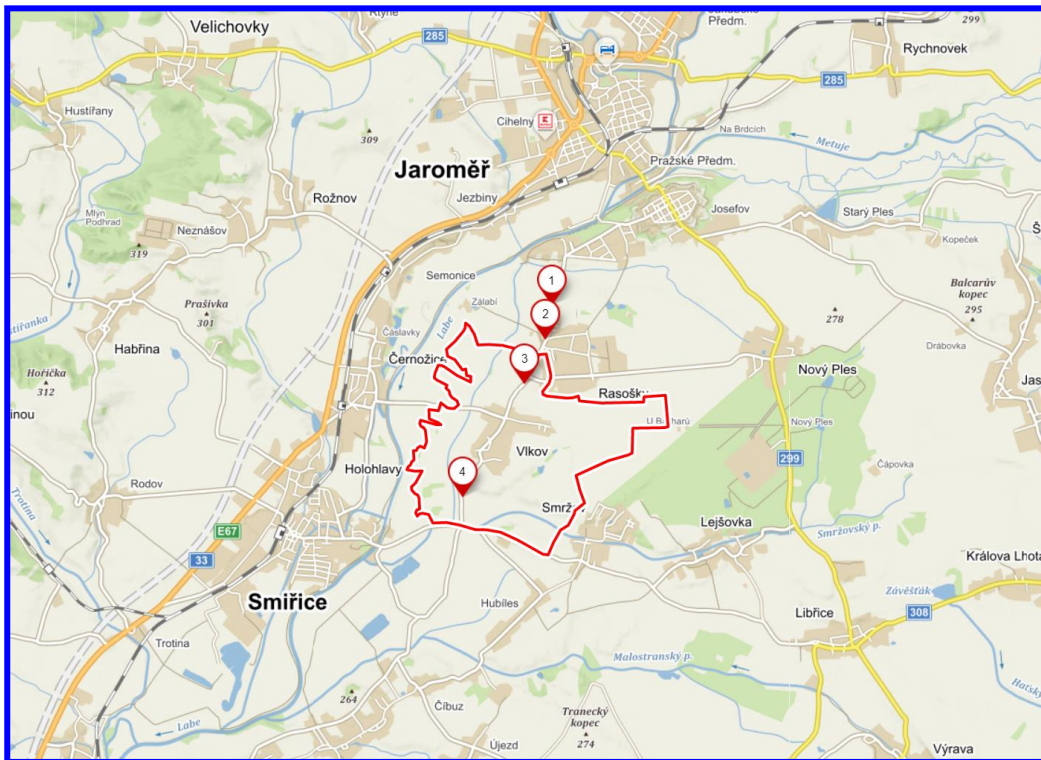 Velichovky
285
Předm.
299
Rychnovek
285
Hustířany
Cihelny
309
Na Brdcích
Metuje
Jaroměř
Pražské Předm.
Jezbiny
Rožnov
Mlýn
Podhrad
Neznášov
Josefov
Starý Ples
Kopeček
319
Semonice
1
Balcarův
kopec
295
Prašivka
301
Zálabí
2
278
Labe
Čáslavky
Habřina
Černožice
3
Drábovka
Hořička
312
Nový Ples
Rasošky
Nový Ples
Vlkov
299
Holohlavy
4
Čápovka
Rodov
Trotina
Smržovský p.
Lejšovka
E67
33
Králova Lhota
Závěšťák
Smiřice
Hubíles
308
Libřice
Trotina
Malostranský p.
264
Labe
Čibuz
Tranecký
kopec
274
Újezd
Výrava